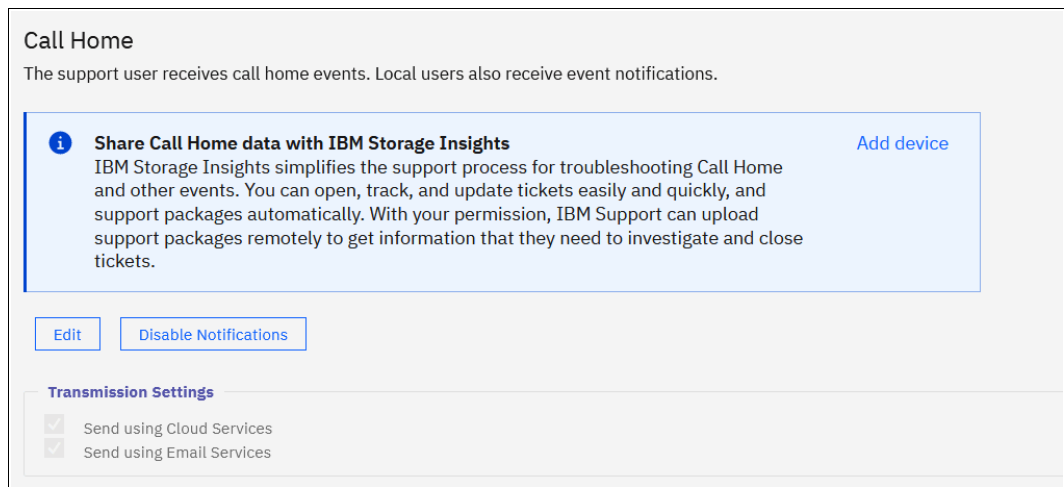 Call Home
The support user receives call home events. Local users also receive event notifications.
Share Call Home data with IBM Storage Insights
Add device
IBM Storage Insights simplifies the support process for troubleshooting Call Home
and other events. You can open, track, and update tickets easily and quickly, and
support packages automatically. With your permission, IBM Support can upload
support packages remotely to get information that they need to investigate and close
tickets.
Edit
Disable Notifications
Transmission Settings
Send using Cloud Services
Send using Email Services